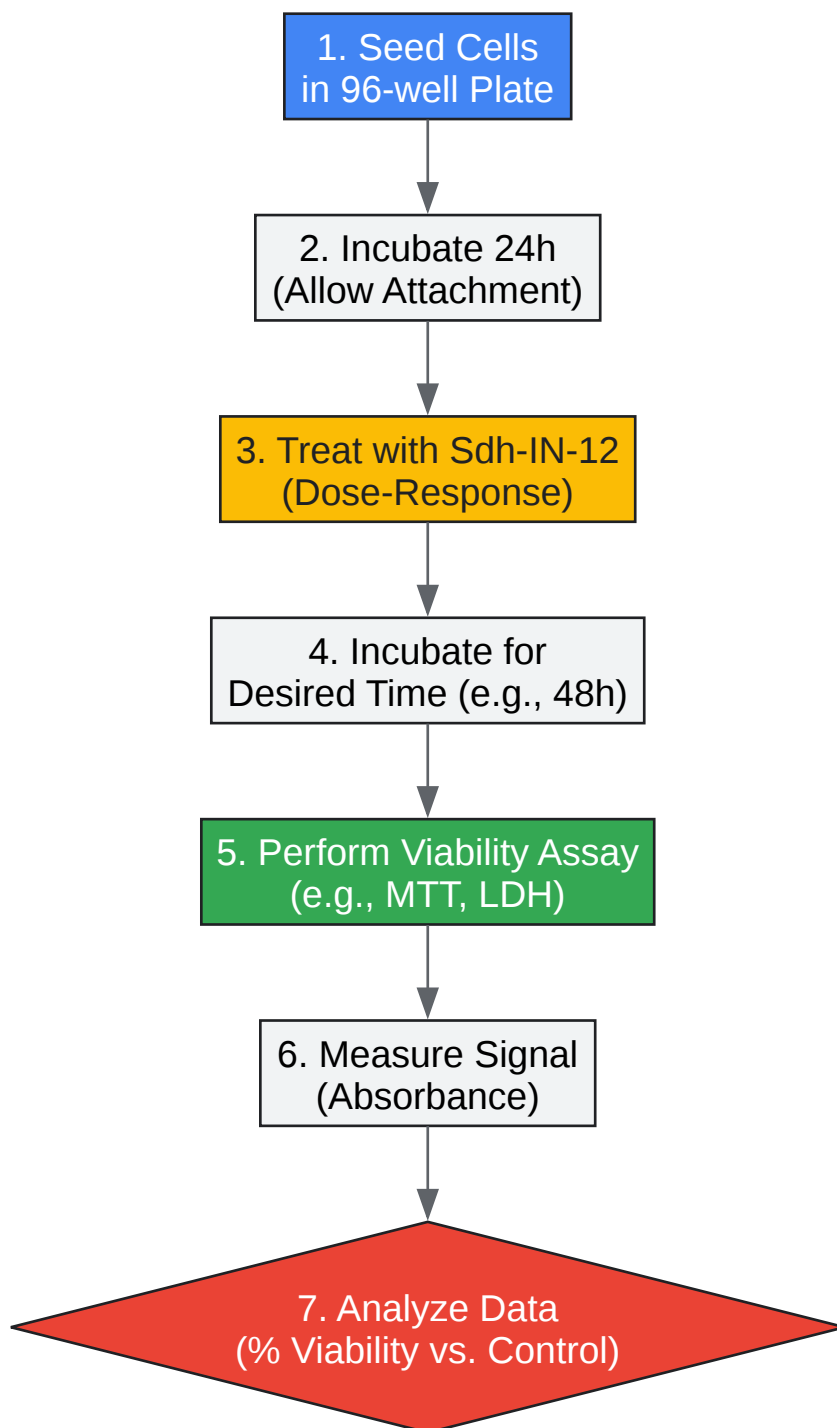 1. Seed Cells
in 96-well Plate
2. Incubate 24h
(Allow Attachment)
3. Treat with Sdh-IN-12
(Dose-Response)
4. Incubate for
Desired Time (e.g., 48h)
5. Perform Viability Assay
(e.g., MTT, LDH)
6. Measure Signal
(Absorbance)
7. Analyze Data
(% Viability vs. Control)